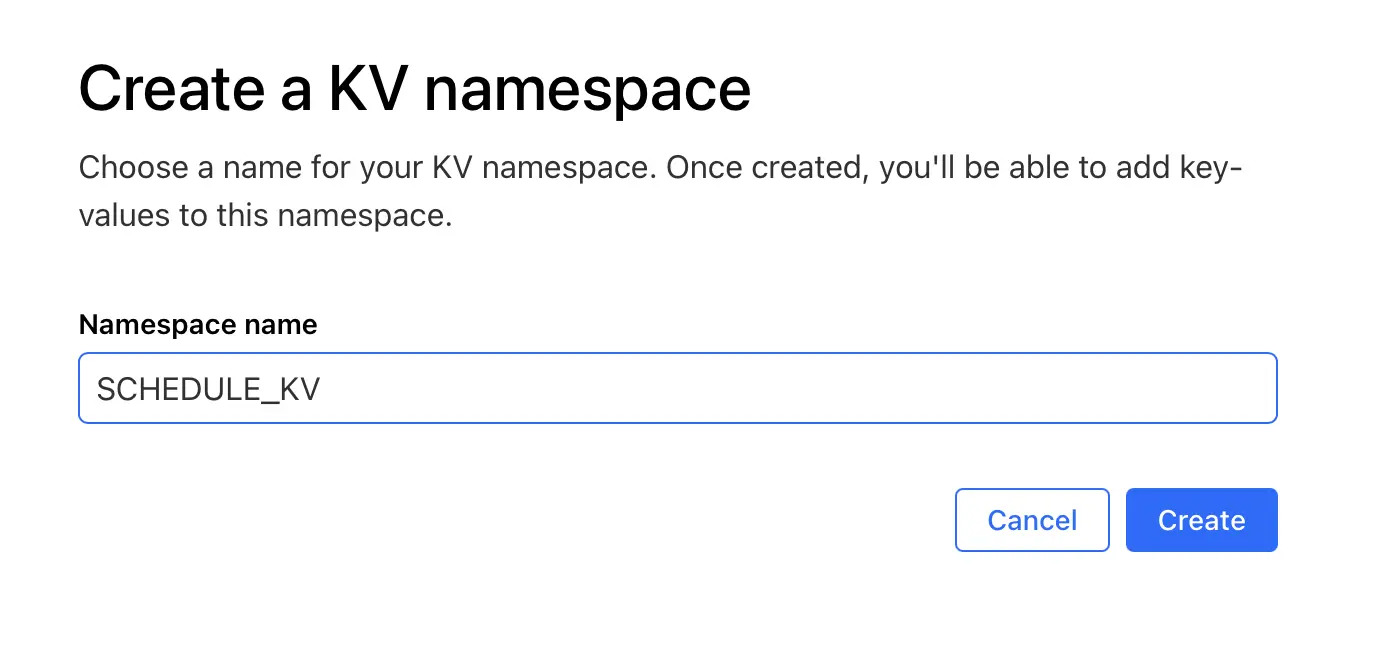 Create a KV namespace
Choose a name for your KV namespace. Once created, you'll be able to add key-
values to this namespace.
Namespace name
SCHEDULE_KV
Cancel
Create